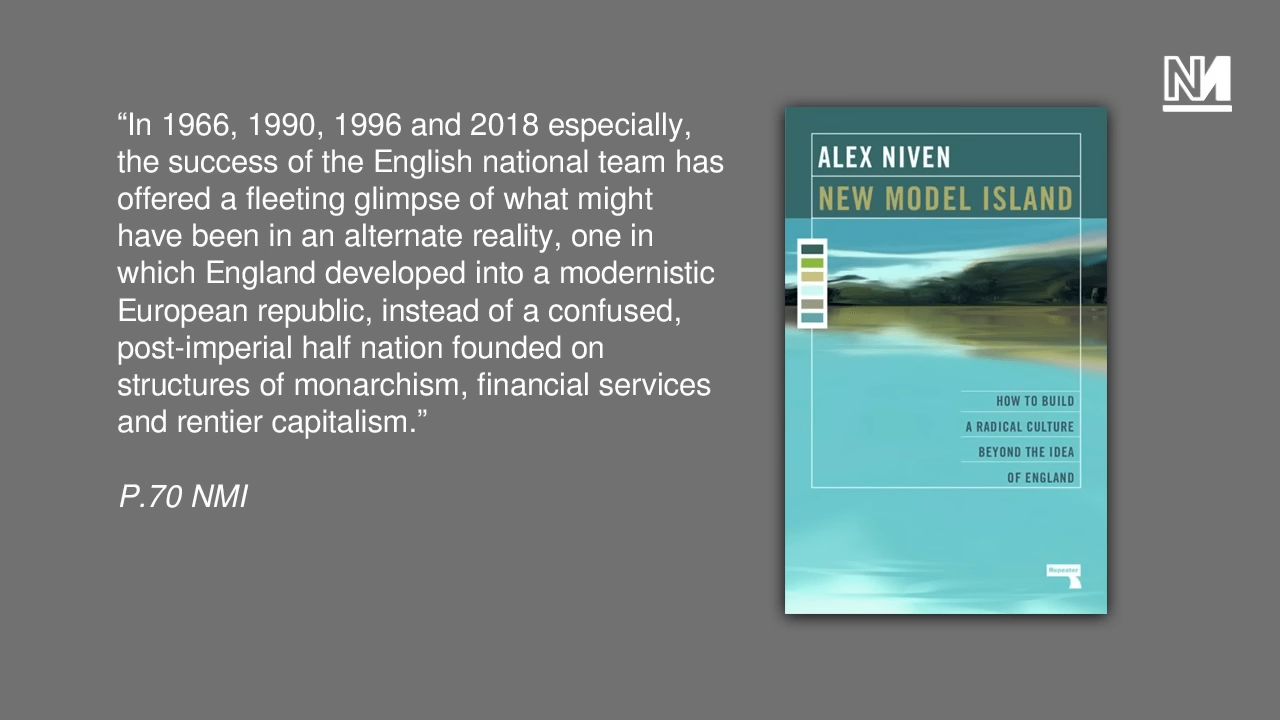 “In 1966, 1990, 1996 and 2018 especially,
the success of the English national team has
offered a fleeting glimpse of what might
have been in an alternate reality, one in
which England developed into a modernistic
European republic, instead of a confused,
post-imperial half nation founded on
structures of monarchism, financial services
and rentier capitalism.”
P.70 NMI
NM
ALEX NIVEN
NEW MODEL ISLAND
HOW TO BUILD
A RADICAL CULTURE
BEYOND THE IDEA
OF ENGLAND
Repeater